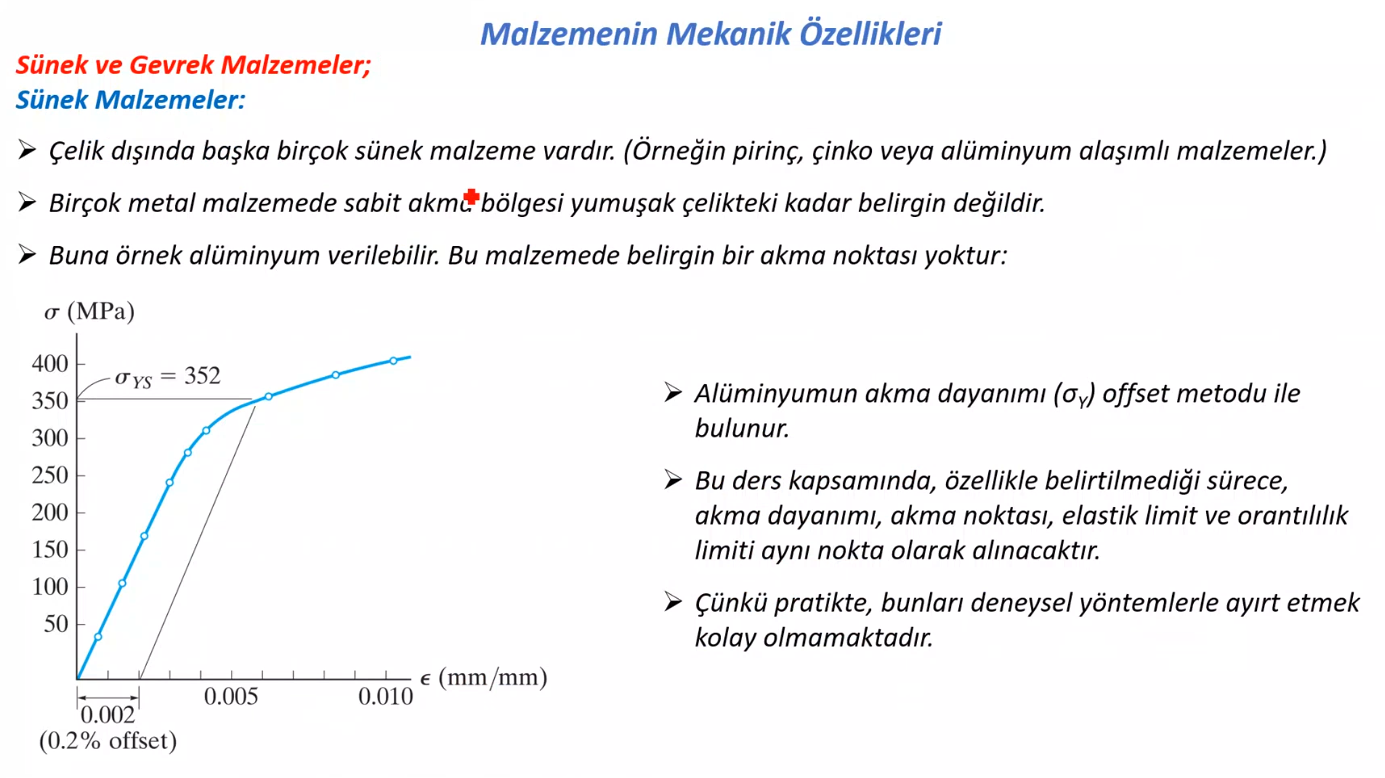 Malzemenin Mekanik Özellikleri
Sünek ve Gevrek Malzemeler;
Sünek Malzemeler:
➢ Çelik dışında başka birçok sünek malzeme vardır. (Örneğin pirinç, çinko veya alüminyum alaşımlı malzemeler.)
➢ Birçok metal malzemede sabit akma bölgesi yumuşak çelikteki kadar belirgin değildir.
➢ Buna örnek alüminyum verilebilir. Bu malzemede belirgin bir akma noktası yoktur:
σ (MPa)
400
350
300
250
200
150
100
50
σYS = 352
0.005
0.010
ϵ (mm/mm)
0.002
(0.2% offset)
➢ Alüminyumun akma dayanımı (σY) offset metodu ile
bulunur.
➢ Bu ders kapsamında, özellikle belirtilmediği sürece,
akma dayanımı, akma noktası, elastik limit ve orantılılık
limiti aynı nokta olarak alınacaktır.
➢ Çünkü pratikte, bunları deneysel yöntemlerle ayırt etmek
kolay olmamaktadır.